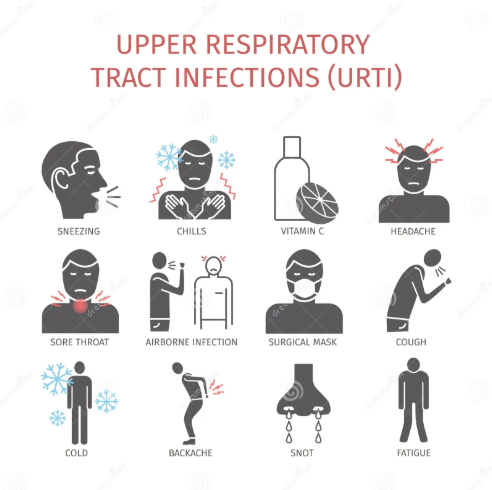 UPPER RESPIRATORY
TRACT INFECTIONS (URTI)
SNEEZING
CHILLS
VITAMIN C
HEADACHE
SORE THROAT
AIRBORNE INFECTION
SURGICAL MASK
COUGH
COLD
BACKACHE
SNOT
FATIGUE